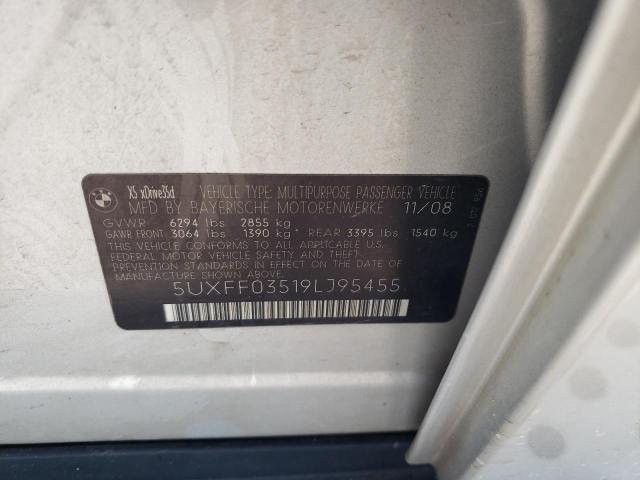 BMW
X5 xDrive35d VEHICLE TYPE: MULTIPURPOSE PASSENGER VEHICLE
MFD BY BAYERISCHE MOTORENWERKE 11/08
GVWR 6294 lbs 2855 kg
GAWR FRONT 3064 lbs 1390 kg* REAR 3395 lbs 1540 kg
THIS VEHICLE CONFORMS TO ALL APPLICABLE U.S.
FEDERAL MOTOR VEHICLE SAFETY, BUMPER, AND THEFT
PREVENTION STANDARDS IN EFFECT ON THE DATE OF
MANUFACTURE SHOWN ABOVE.
5UXFF03519LJ95455